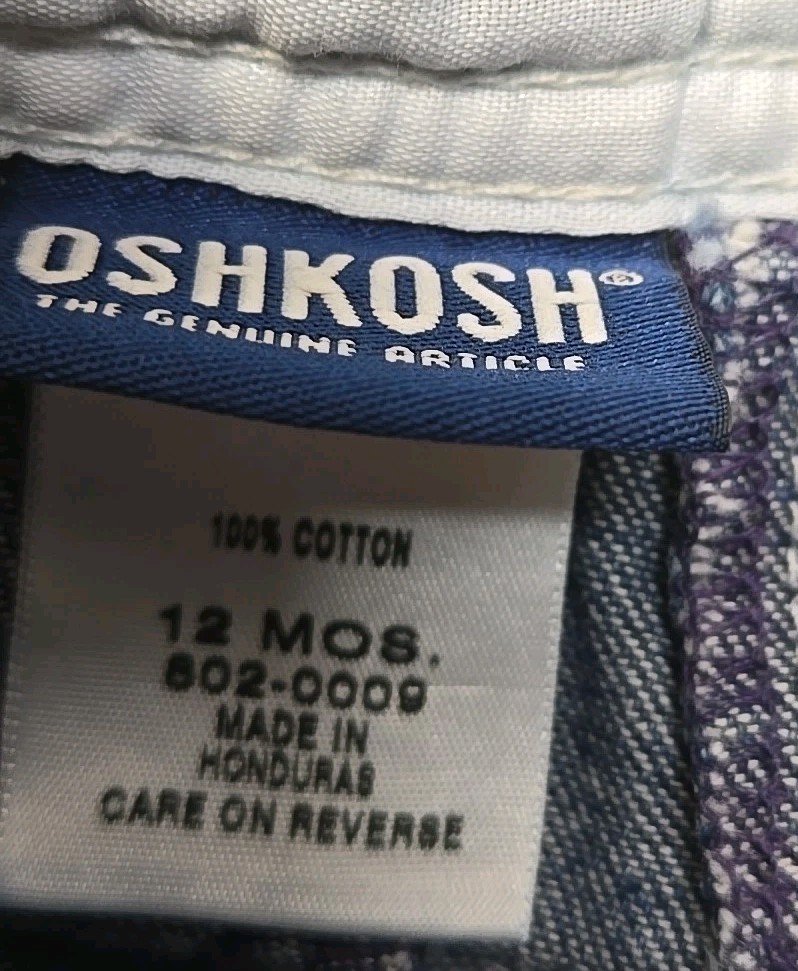 OSHKOSH®
THE GENUINE ARTICLE
100% COTTON
12 MOS.
802-0009
MADE IN
HONDURAS
CARE ON REVERSE